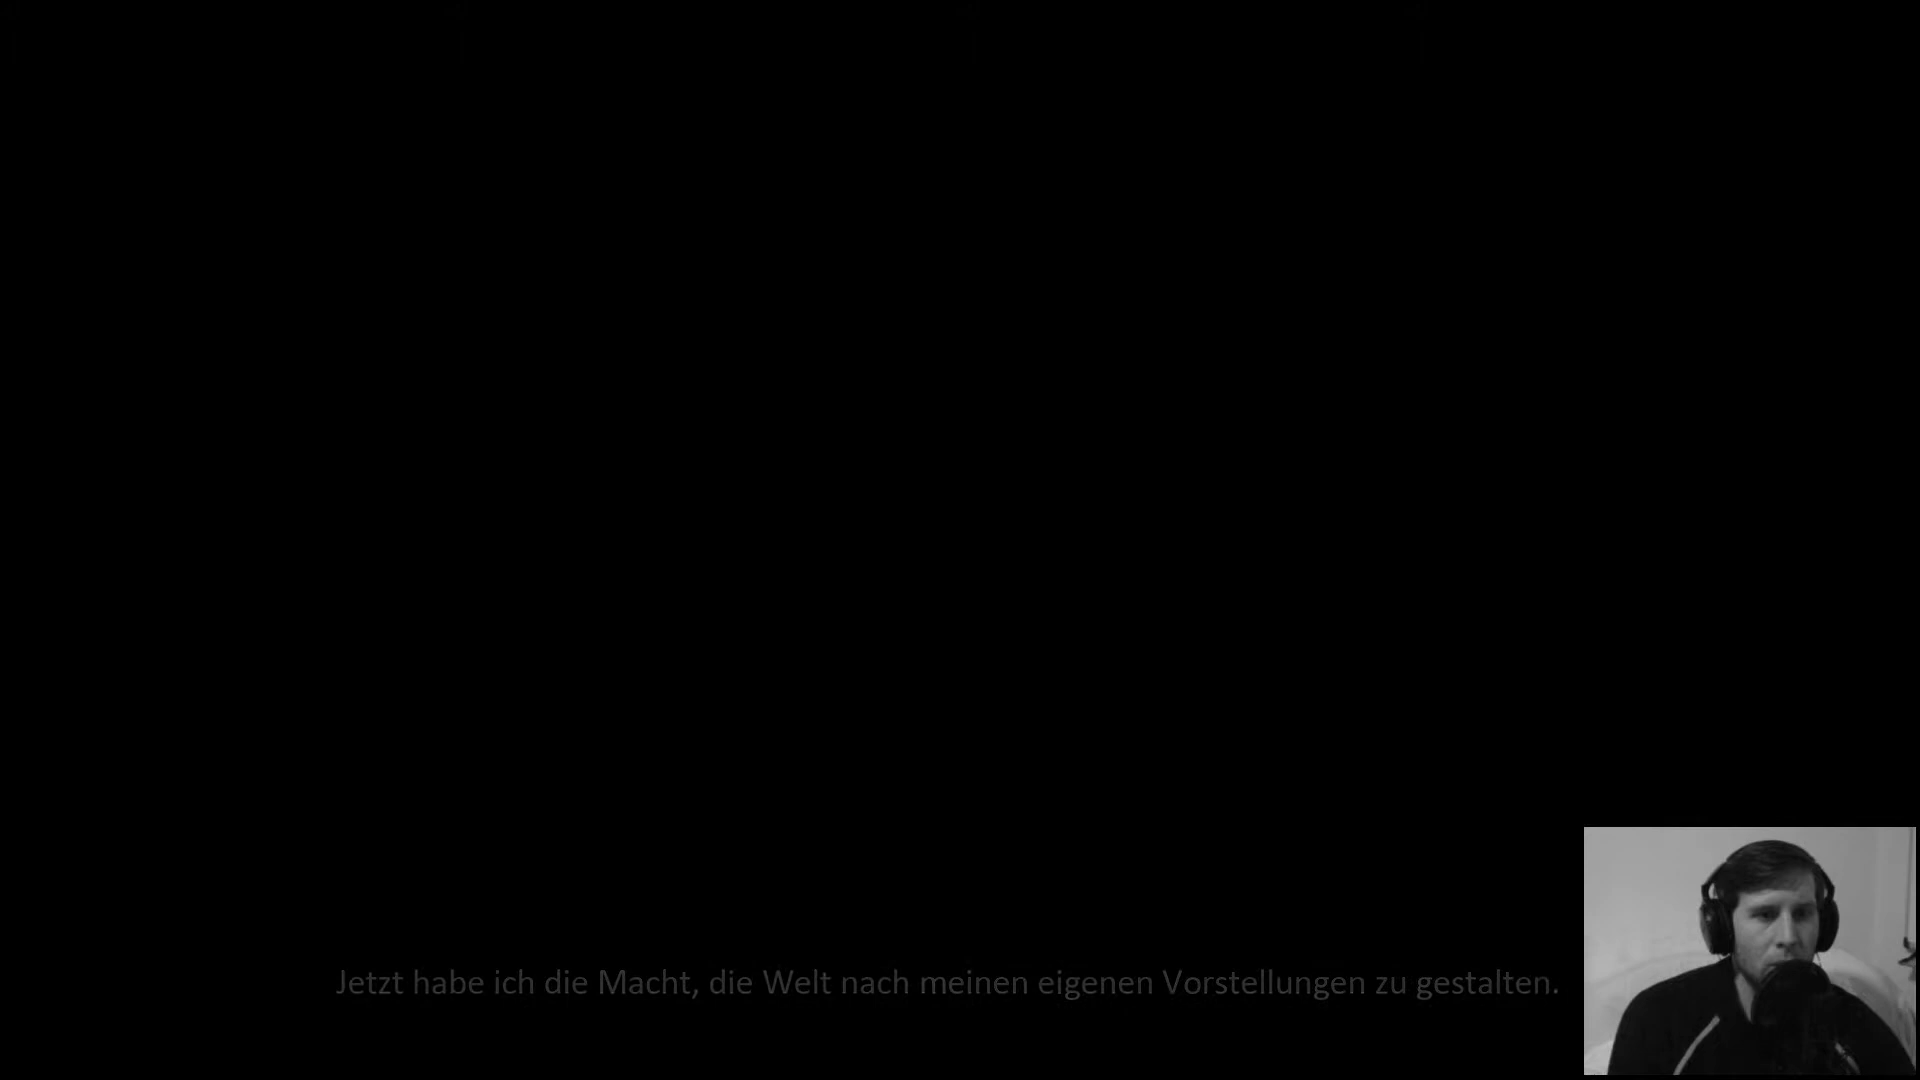 Jetzt habe ich die Macht, die Welt nach meinen eigenen Vorstellungen zu gestalten.